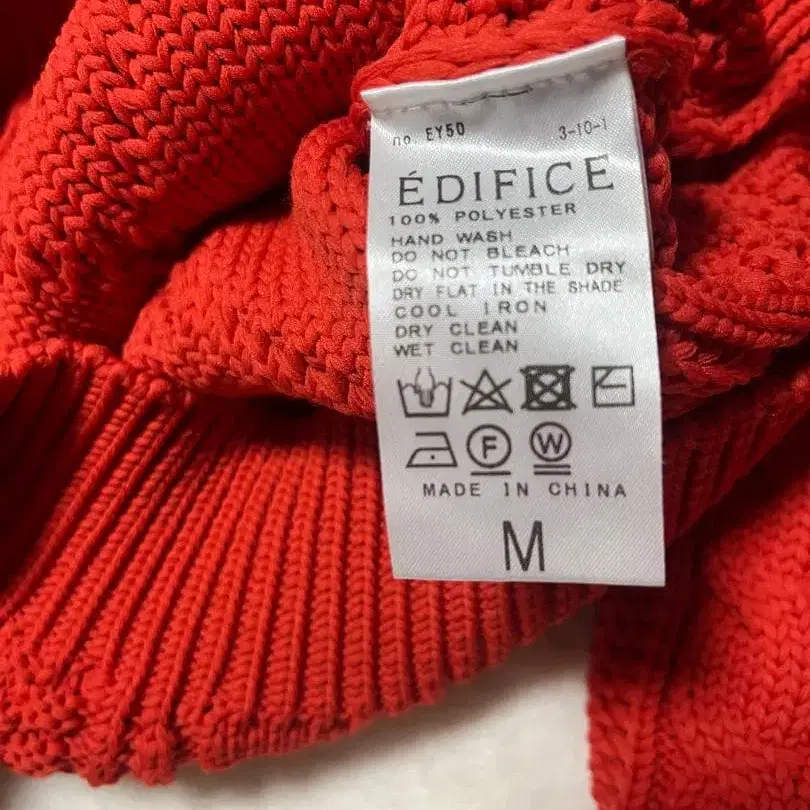 no. EY50 3-10-1
ÉDIFICE
100% POLYESTER
HAND WASH
DO NOT BLEACH
DO NOT TUMBLE DRY
DRY FLAT IN THE SHADE
COOL IRON
DRY CLEAN
WET CLEAN
F W
MADE IN CHINA
M